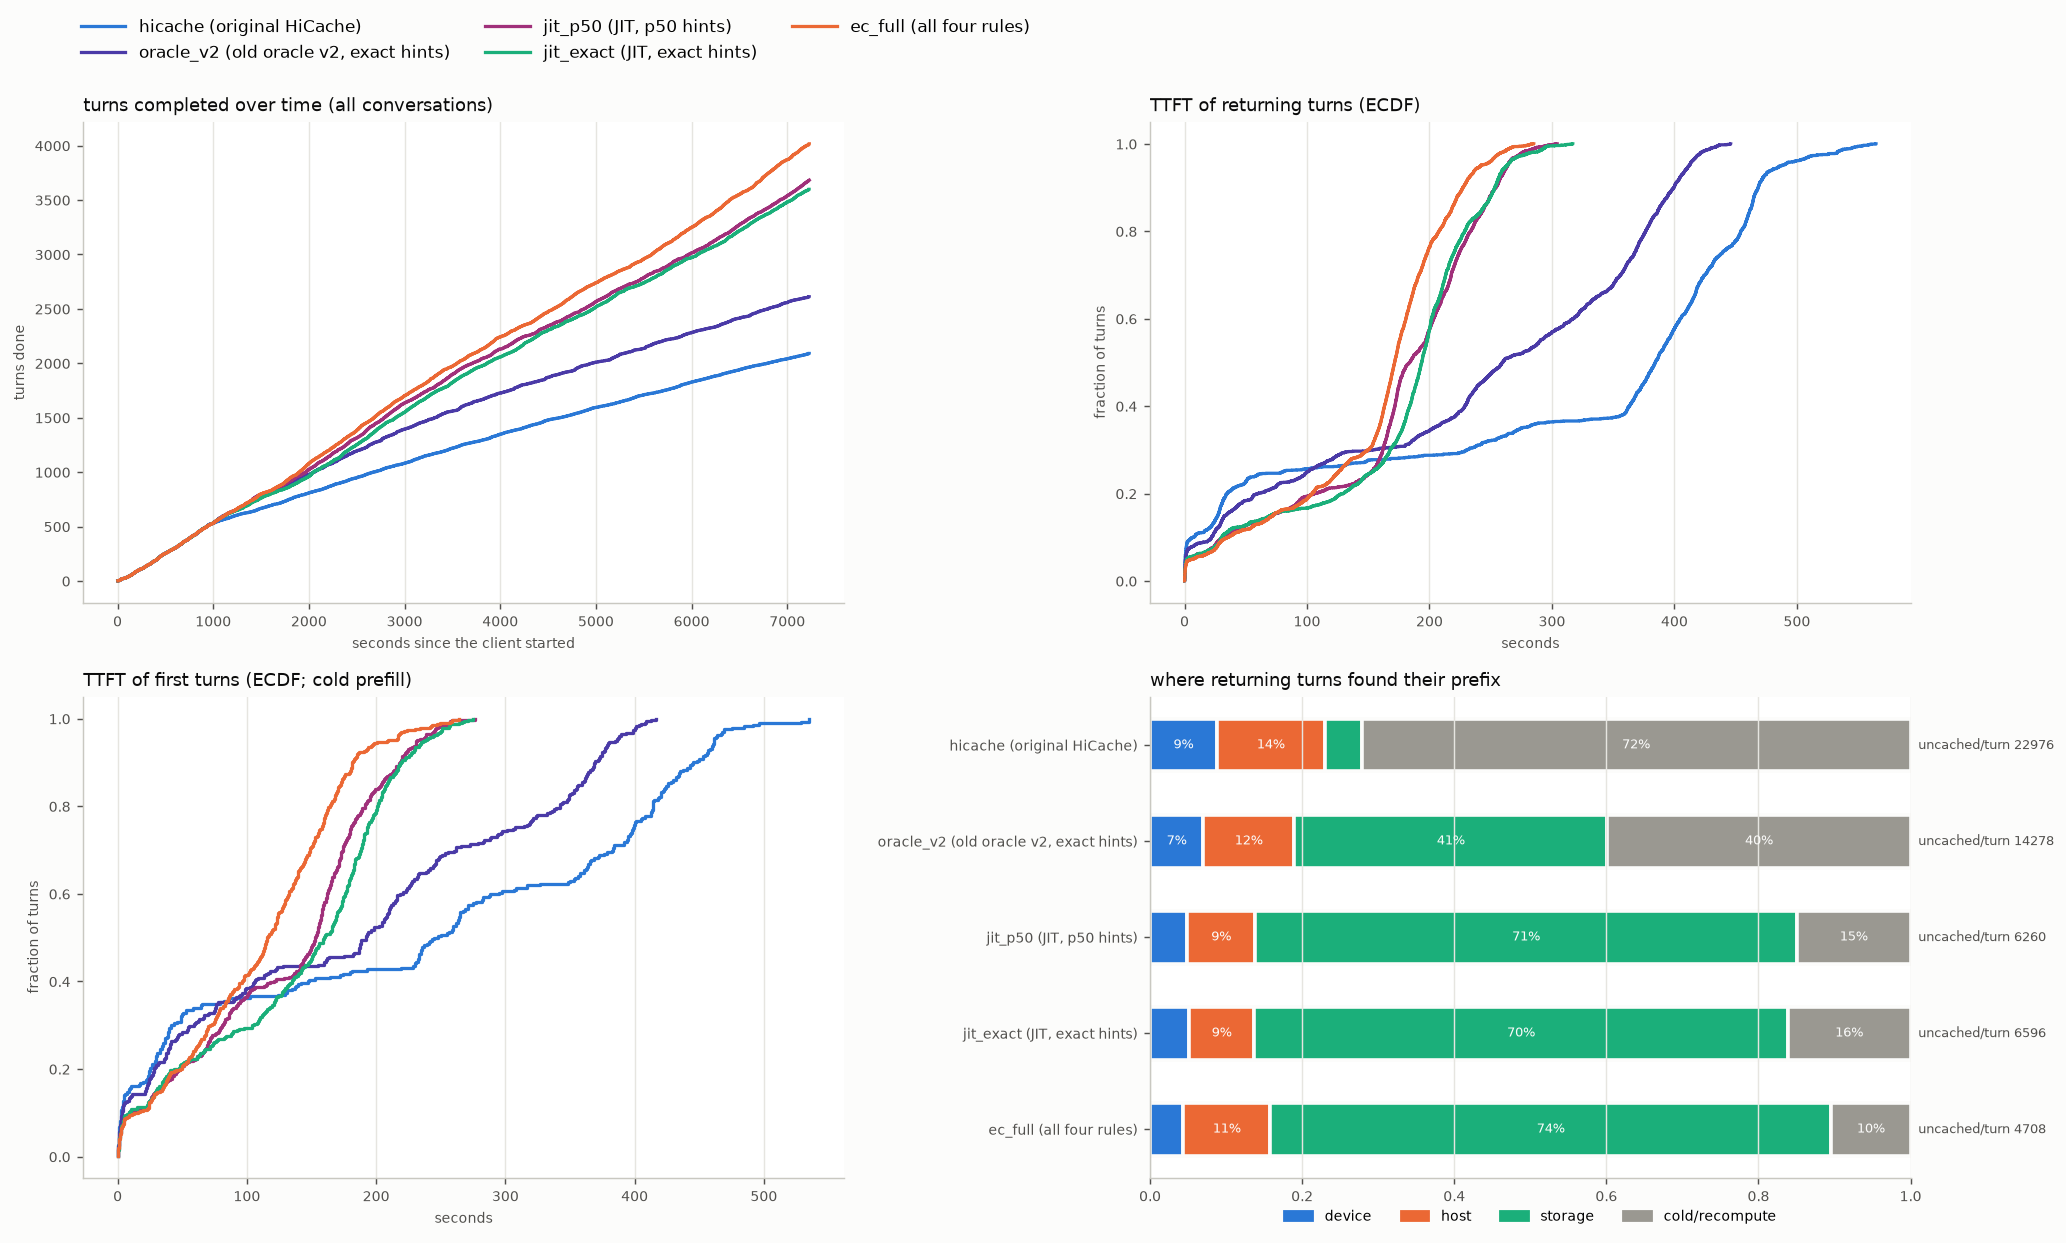 hicache (original HiCache)
oracle_v2 (old oracle v2, exact hints)
jit_p50 (JIT, p50 hints)
jit_exact (JIT, exact hints)
ec_full (all four rules)
turns completed over time (all conversations)
4000
3500
3000
2500
2000
1500
1000
500
0
turns done
0 1000 2000 3000 4000 5000 6000 7000
seconds since the client started
TTFT of returning turns (ECDF)
1.0
0.8
0.6
0.4
0.2
0.0
fraction of turns
0 100 200 300 400 500
seconds
TTFT of first turns (ECDF; cold prefill)
1.0
0.8
0.6
0.4
0.2
0.0
fraction of turns
0 100 200 300 400 500
seconds
where returning turns found their prefix
hicache (original HiCache) 9% 14% 72% uncached/turn 22976
oracle_v2 (old oracle v2, exact hints) 7% 12% 41% 40% uncached/turn 14278
jit_p50 (JIT, p50 hints) 9% 71% 15% uncached/turn 6260
jit_exact (JIT, exact hints) 9% 70% 16% uncached/turn 6596
ec_full (all four rules) 11% 74% 10% uncached/turn 4708
0.0 0.2 0.4 0.6 0.8 1.0
device host storage cold/recompute